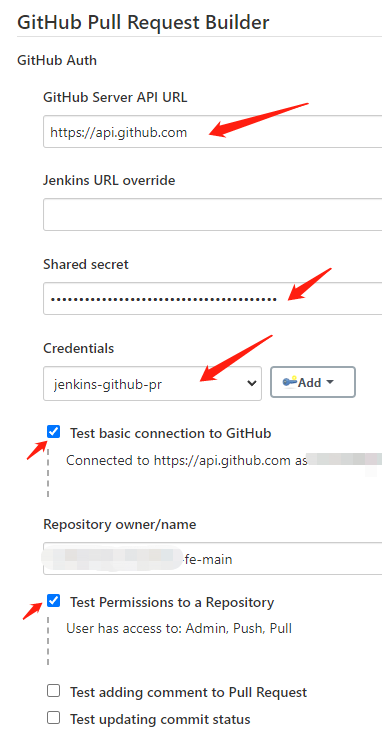 GitHub Pull Request Builder
GitHub Auth
GitHub Server API URL
https://api.github.com
Jenkins URL override
Shared secret
••••••••••••••••••••••••••••••••••••••••
Credentials
jenkins-github-pr
Add
Test basic connection to GitHub
Connected to https://api.github.com as
Repository owner/name
-fe-main
Test Permissions to a Repository
User has access to: Admin, Push, Pull
Test adding comment to Pull Request
Test updating commit status